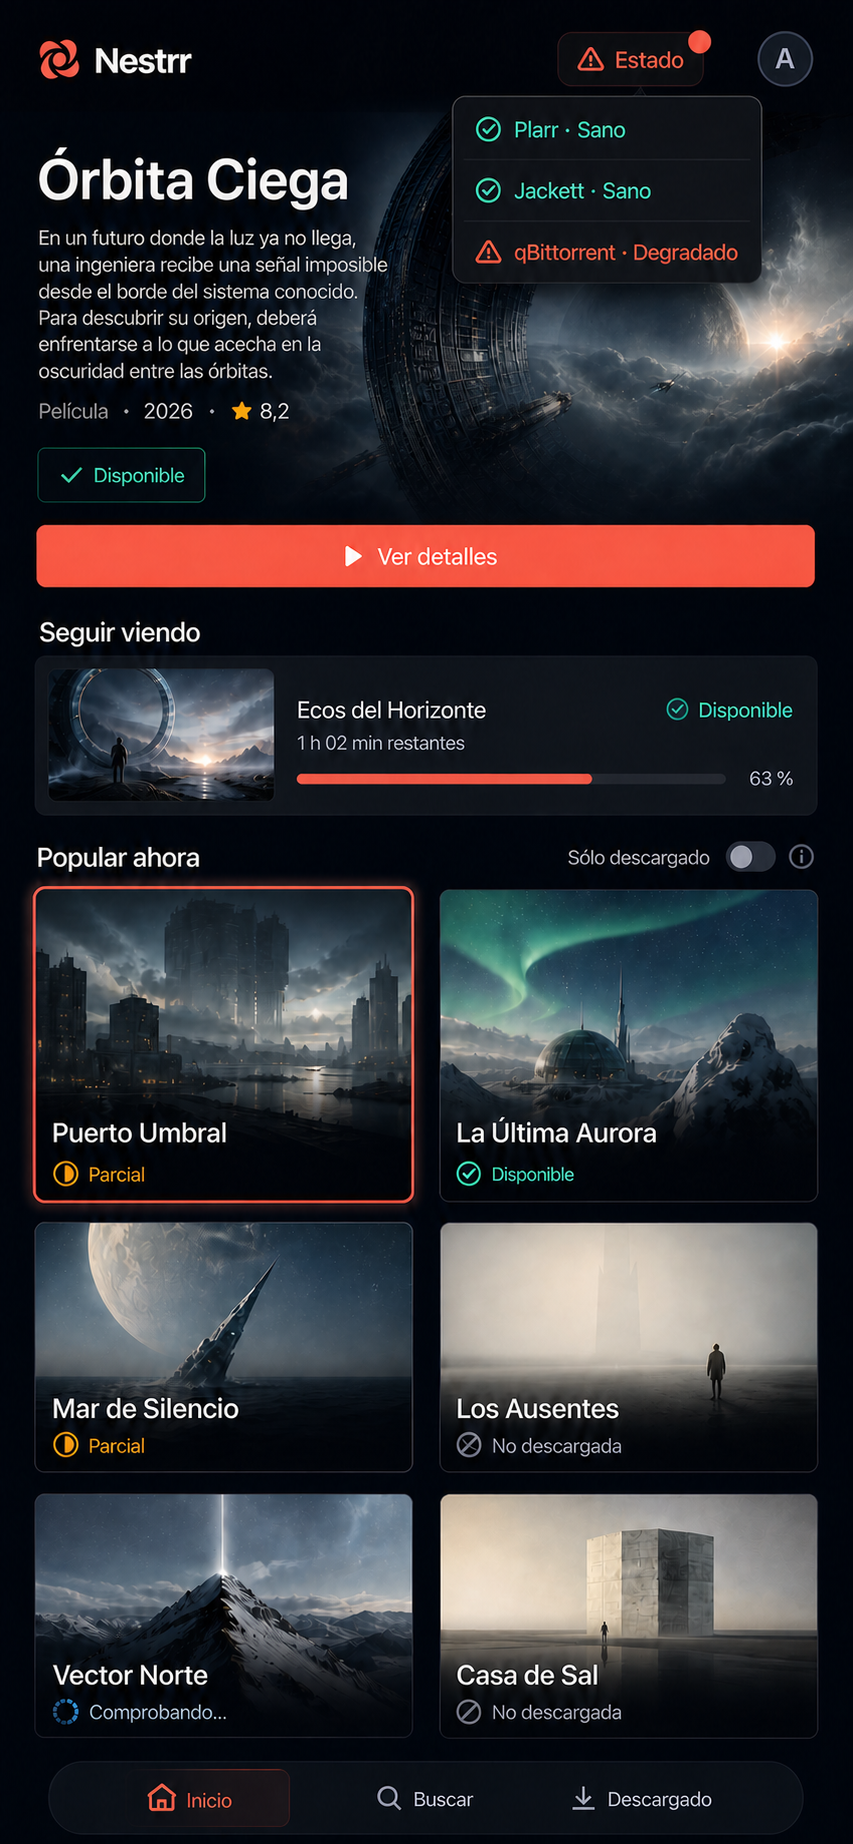 Nestrr
Estado
A
Plarr · Sano
Jackett · Sano
qBittorrent · Degradado
Órbita Ciega
En un futuro donde la luz ya no llega,
una ingeniera recibe una señal imposible
desde el borde del sistema conocido.
Para descubrir su origen, deberá
enfrentarse a lo que acecha en la
oscuridad entre las órbitas.
Película • 2026 • 8,2
Disponible
Ver detalles
Seguir viendo
Ecos del Horizonte
Disponible
1 h 02 min restantes
63 %
Popular ahora
Sólo descargado
Puerto Umbral
Parcial
La Última Aurora
Disponible
Mar de Silencio
Parcial
Los Ausentes
No descargada
Vector Norte
Comprobando...
Casa de Sal
No descargada
Inicio
Buscar
Descargado